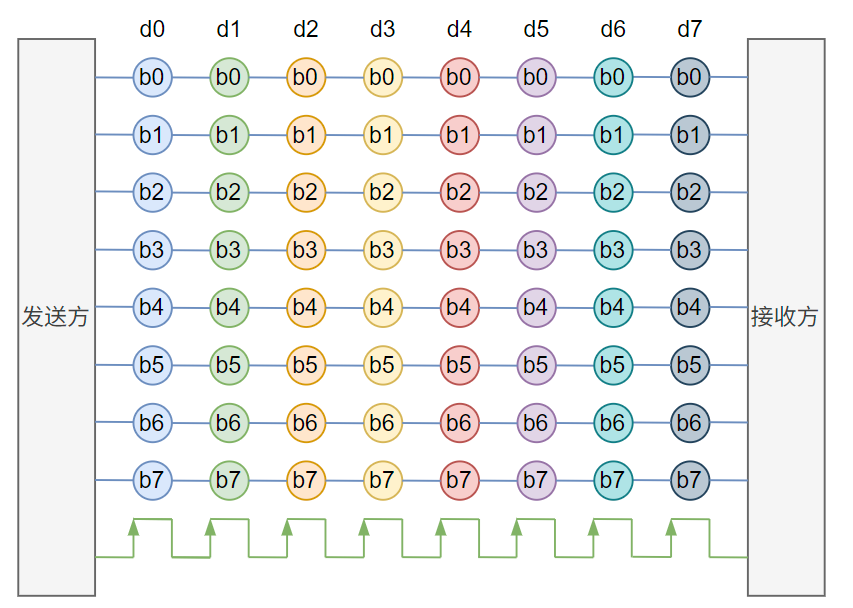 d0 d1 d2 d3 d4 d5 d6 d7
b0 b0 b0 b0 b0 b0 b0 b0
b1 b1 b1 b1 b1 b1 b1 b1
b2 b2 b2 b2 b2 b2 b2 b2
b3 b3 b3 b3 b3 b3 b3 b3
发送方 b4 b4 b4 b4 b4 b4 b4 b4 接收方
b5 b5 b5 b5 b5 b5 b5 b5
b6 b6 b6 b6 b6 b6 b6 b6
b7 b7 b7 b7 b7 b7 b7 b7